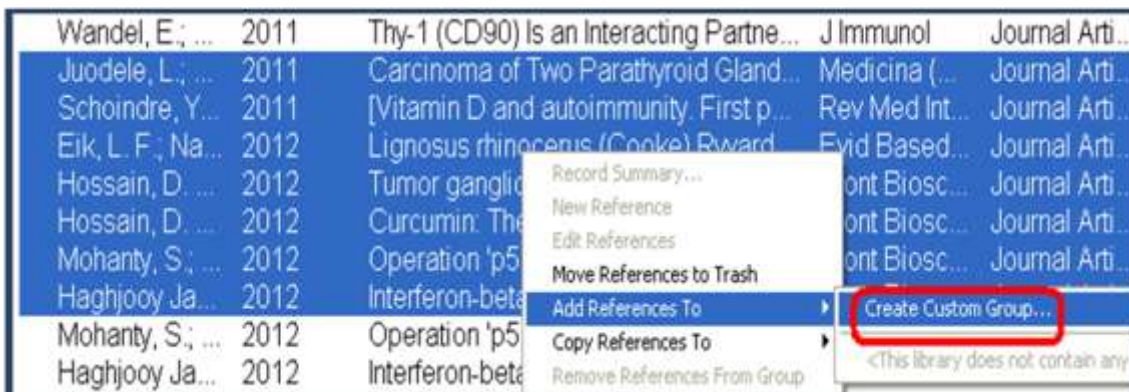 Wandel, E.; ... 2011 Thy-1 (CD90) Is an Interacting Partne... J Immunol Journal Arti...
Juodele, L.; ... 2011 Carcinoma of Two Parathyroid Gland... Medicina (... Journal Arti...
Schoindre, Y... 2011 [Vitamin D and autoimmunity. First p... Rev Med Int... Journal Arti...
Eik, L. F.; Na... 2012 Lignosus rhinocerus (Cooke) Ryvard... Evid Based... Journal Arti...
Hossain, D. ... 2012 Tumor ganglio ont Biosc... Journal Arti...
Hossain, D. ... 2012 Curcumin: The ont Biosc... Journal Arti...
Mohanty, S.; ... 2012 Operation 'p5 ont Biosc... Journal Arti...
Haghjooy Ja... 2012 Interferon-beta
Mohanty, S.; ... 2012 Operation 'p5
Haghjooy Ja... 2012 Interferon-beta
Record Summary...
New Reference
Edit References
Move References to Trash
Add References To
Copy References To
Remove References From Group
Create Custom Group...
<This library does not contain any